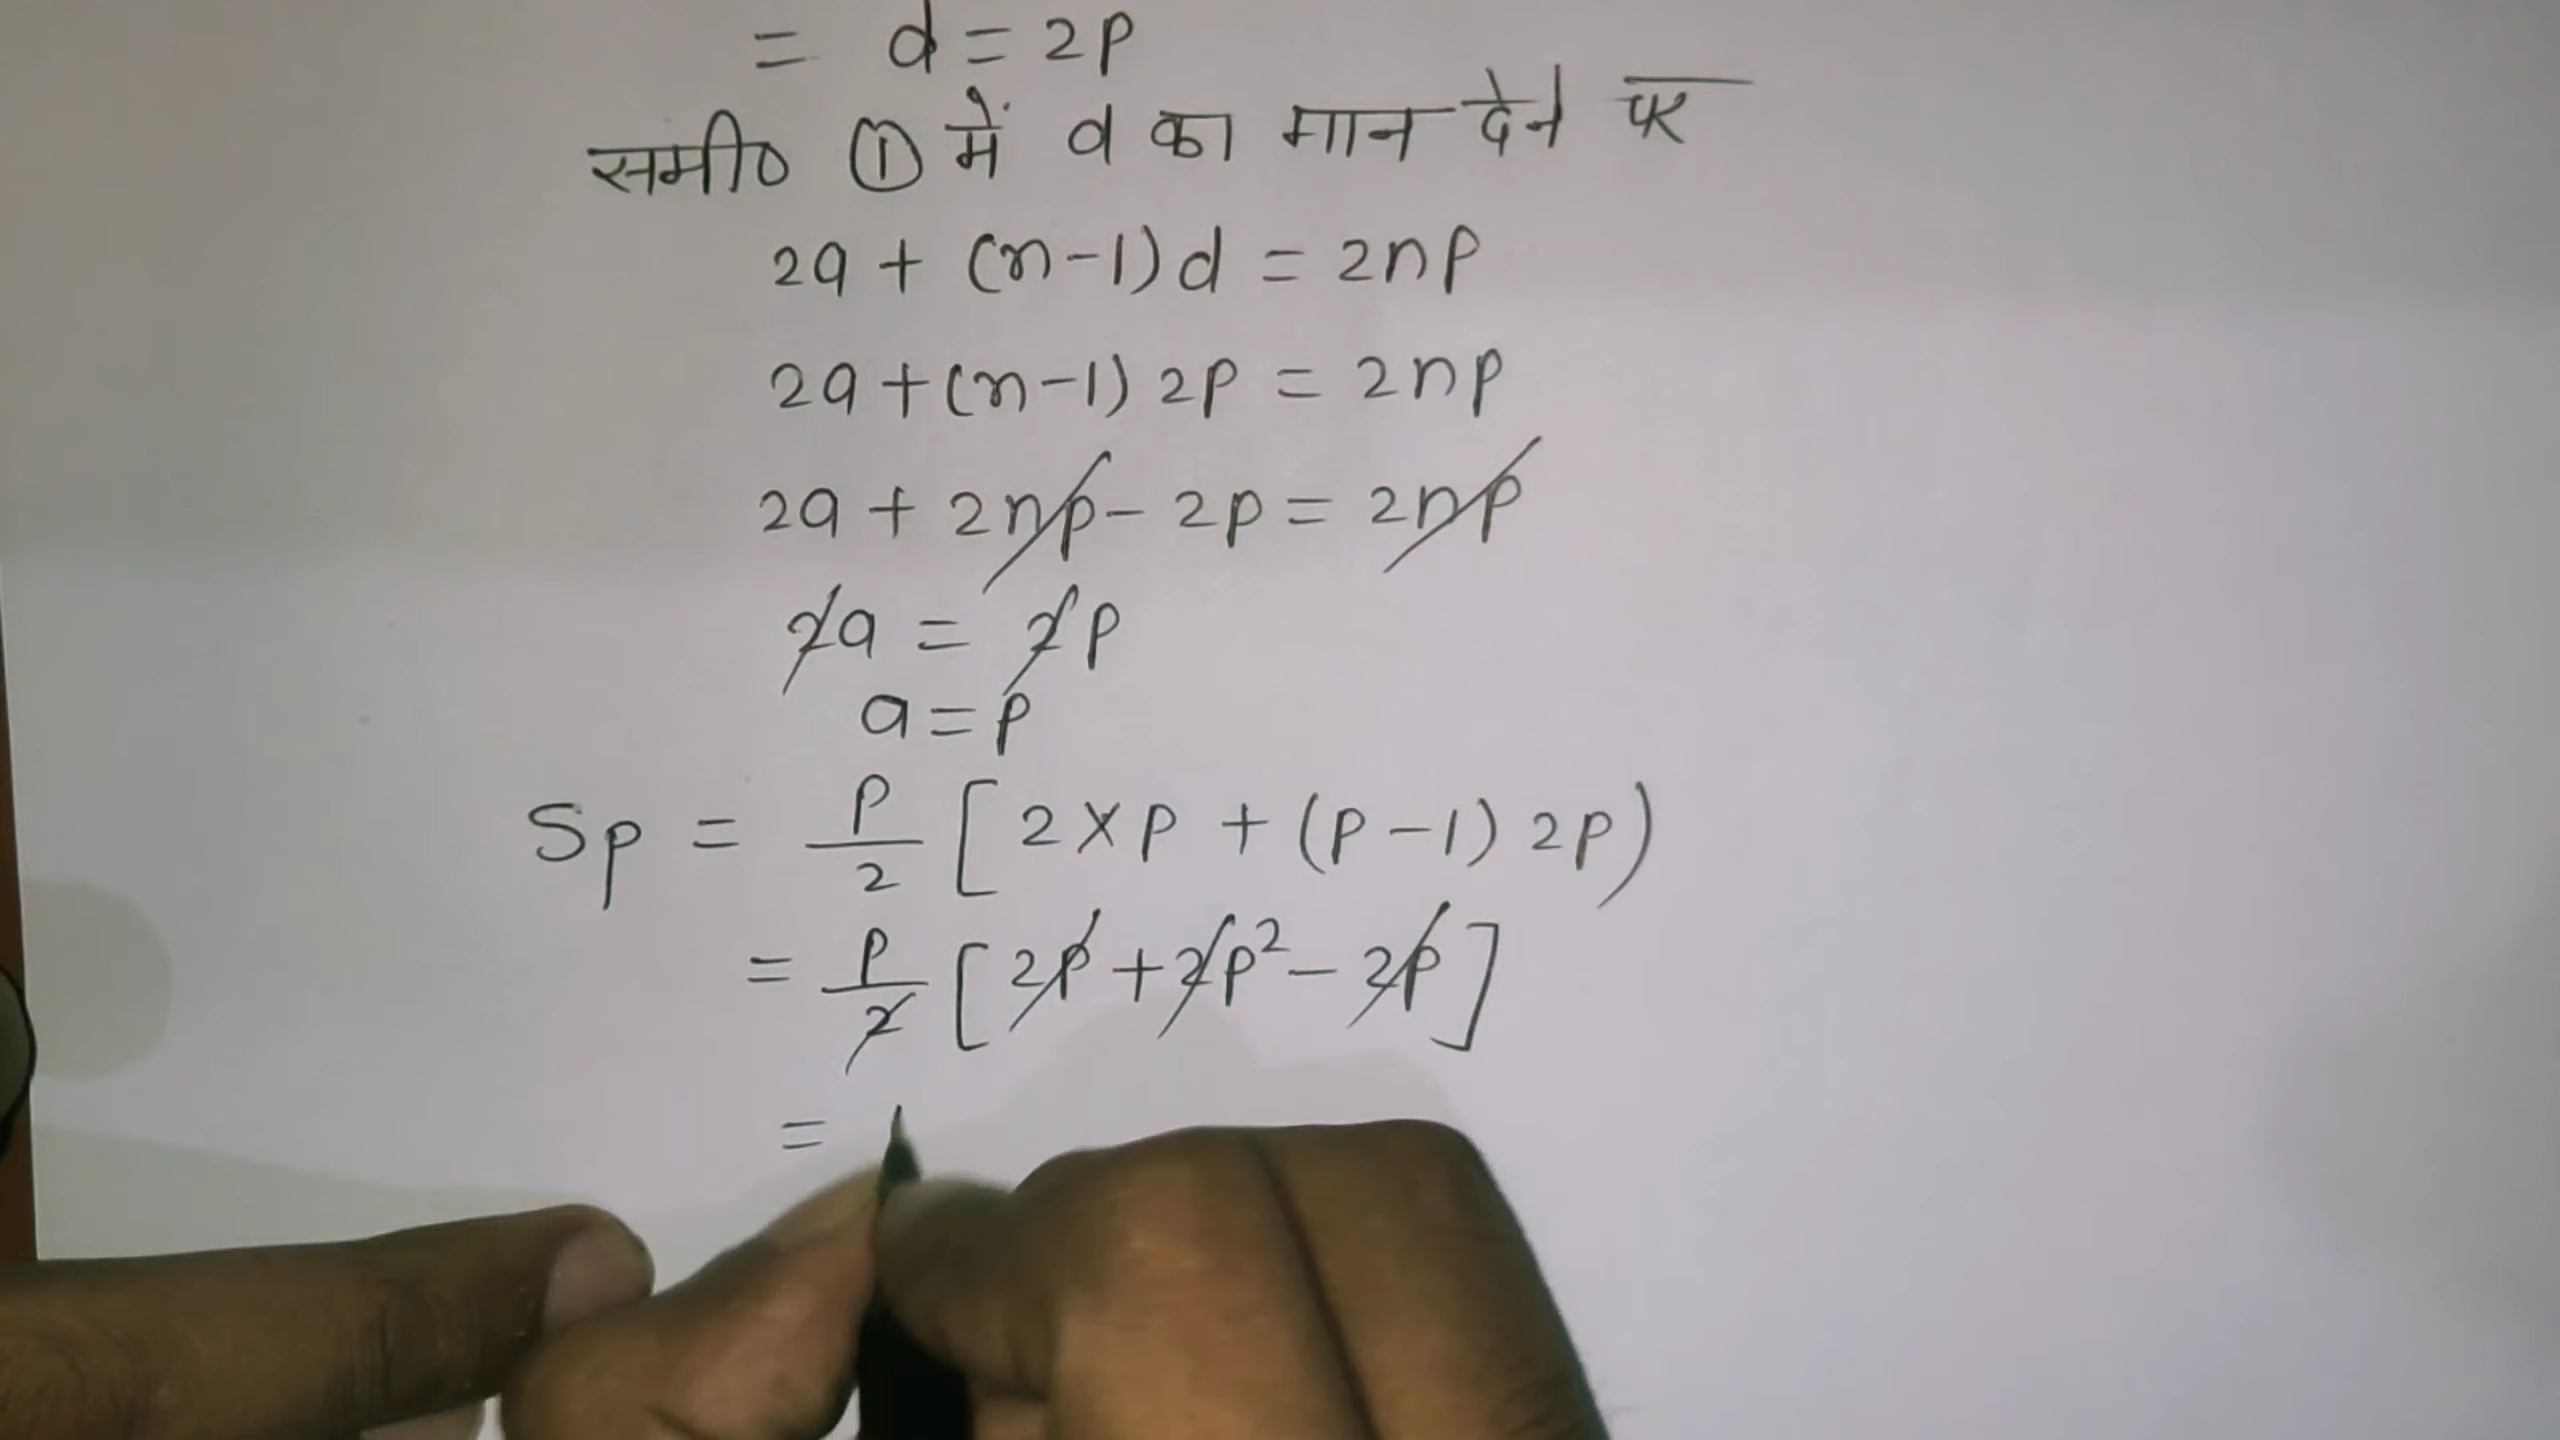 = d = 2p
समी० ① में d का मान देने पर
2a + (n-1)d = 2np
2a + (n-1) 2p = 2np
2a + 2np - 2p = 2np
2a = 2p
a = p
Sp = p/2 [2×p + (p-1) 2p)
= p/2 [2p + 2p² - 2p]
=